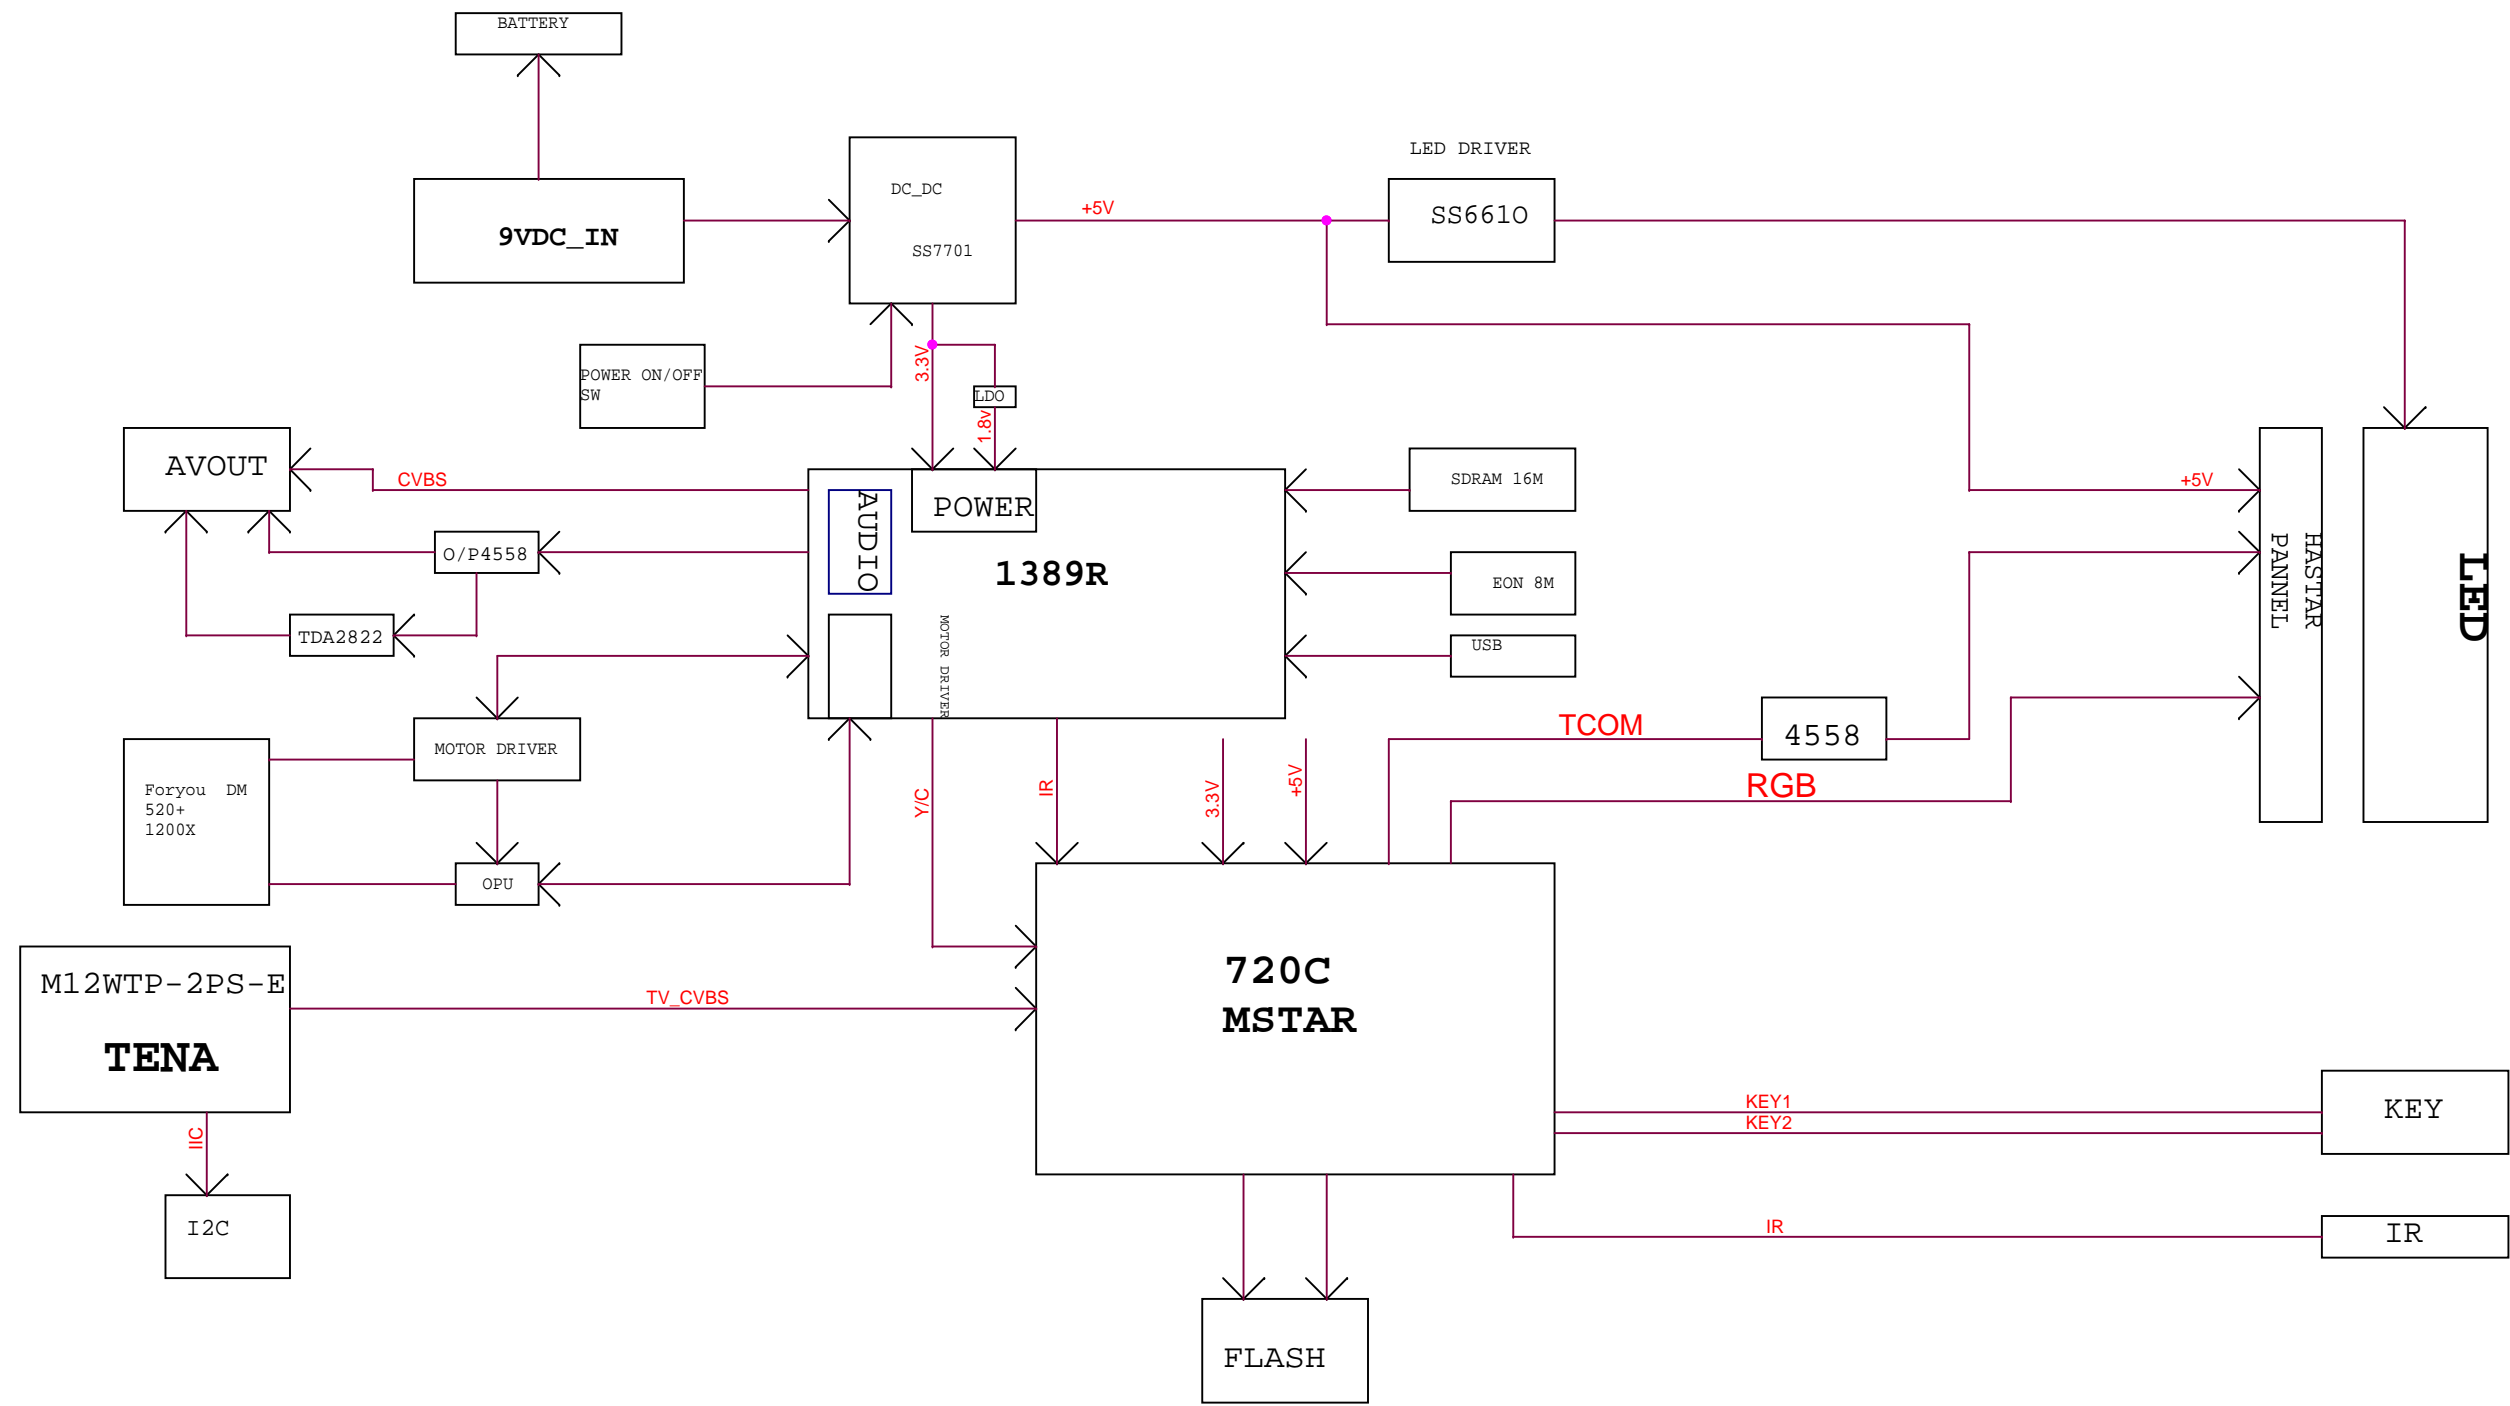 BATTERY
LED DRIVER
DC_DC
SS7701
9VDC_IN
+5V
SS661O
POWER ON/OFF
SW
3.3V
LDO
1.8v
AVOUT
CVBS
AUDIO
POWER
1389R
MOTOR DRIVER
SDRAM 16M
EON 8M
USB
+5V
HASTAR
PANNEL
LED
O/P4558
TDA2822
MOTOR DRIVER
Foryou DM
520+
1200X
OPU
Y/C
IR
3.3V
+5V
TCOM
4558
RGB
M12WTP-2PS-E
TENA
TV_CVBS
720C
MSTAR
IIC
I2C
KEY1
KEY2
KEY
IR
IR
FLASH